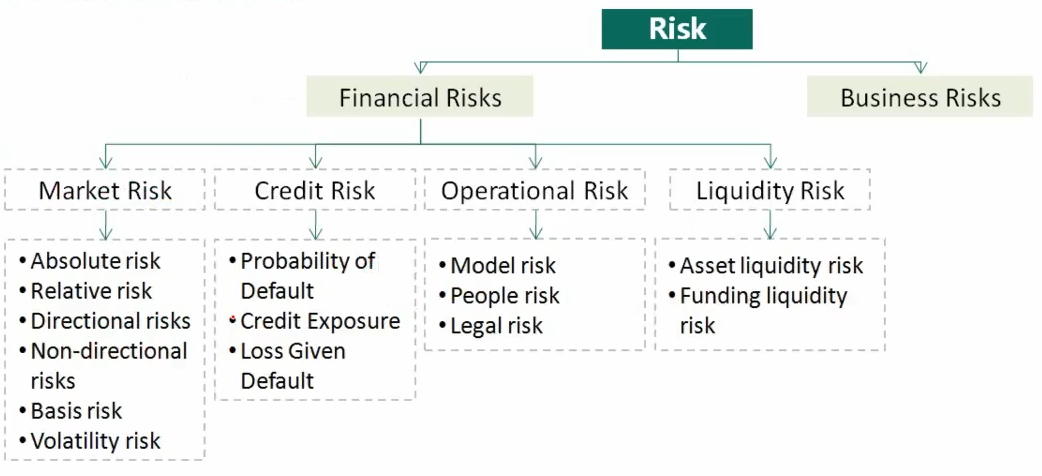 Risk
Financial Risks
Business Risks
Market Risk
Credit Risk
Operational Risk
Liquidity Risk
•Absolute risk
•Relative risk
•Directional risks
•Non-directional
risks
•Basis risk
•Volatility risk
•Probability of
Default
•Credit Exposure
•Loss Given
Default
•Model risk
•People risk
•Legal risk
•Asset liquidity risk
•Funding liquidity
risk